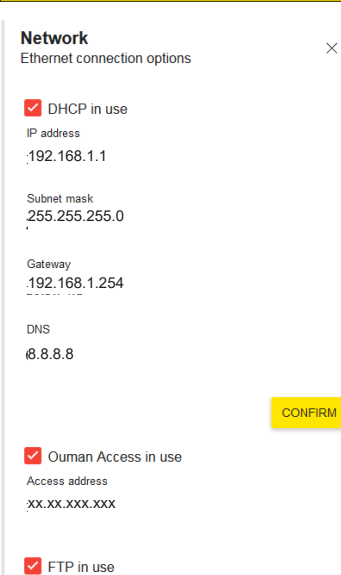 Network
Ethernet connection options
DHCP in use
IP address
192.168.1.1
Subnet mask
255.255.255.0
Gateway
192.168.1.254
DNS
8.8.8.8
CONFIRM
Ouman Access in use
Access address
xx.xx.xxx.xxx
FTP in use